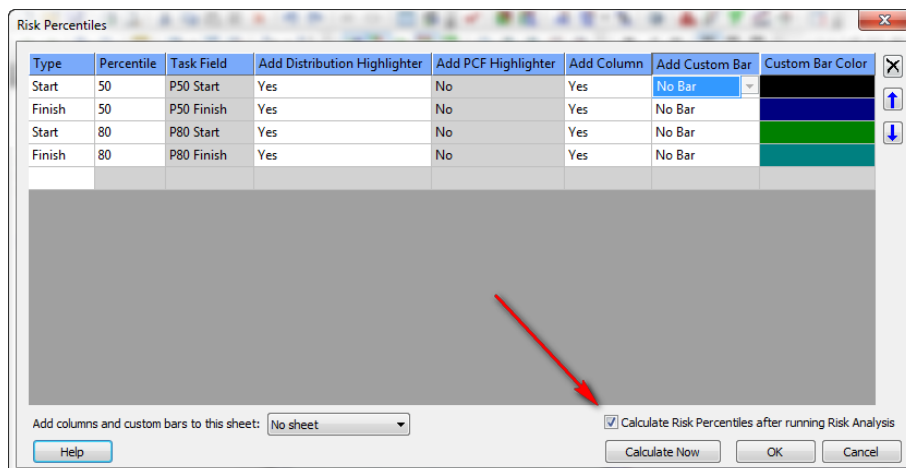 Risk Percentiles
Type Percentile Task Field Add Distribution Highlighter Add PCF Highlighter Add Column Add Custom Bar Custom Bar Color
Start 50 P50 Start Yes No Yes No Bar
Finish 50 P50 Finish Yes No Yes No Bar
Start 80 P80 Start Yes No Yes No Bar
Finish 80 P80 Finish Yes No Yes No Bar
Add columns and custom bars to this sheet: No sheet Calculate Risk Percentiles after running Risk Analysis
Help Calculate Now OK Cancel